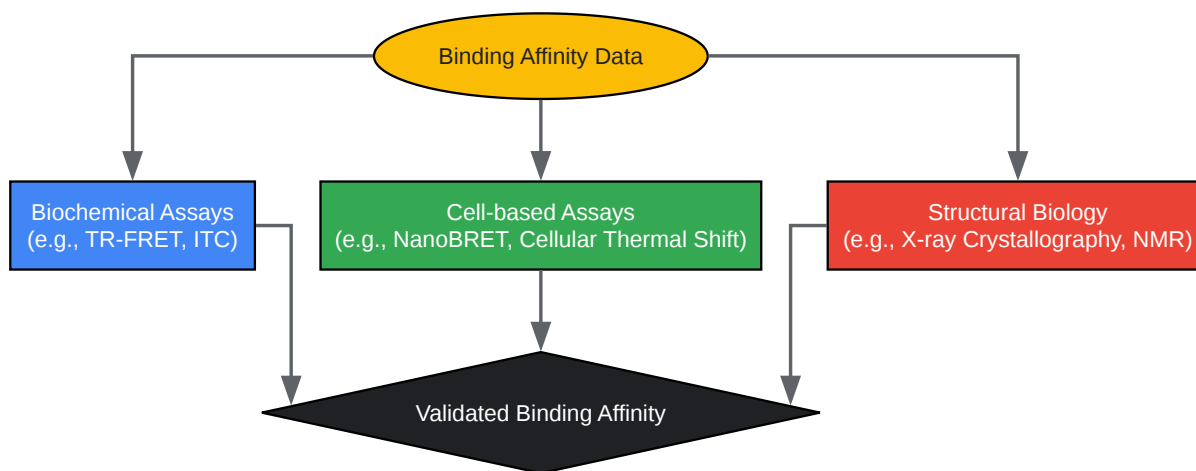 Binding Affinity Data
Biochemical Assays
(e.g., TR-FRET, ITC)
Cell-based Assays
(e.g., NanoBRET, Cellular Thermal Shift)
Structural Biology
(e.g., X-ray Crystallography, NMR)
Validated Binding Affinity